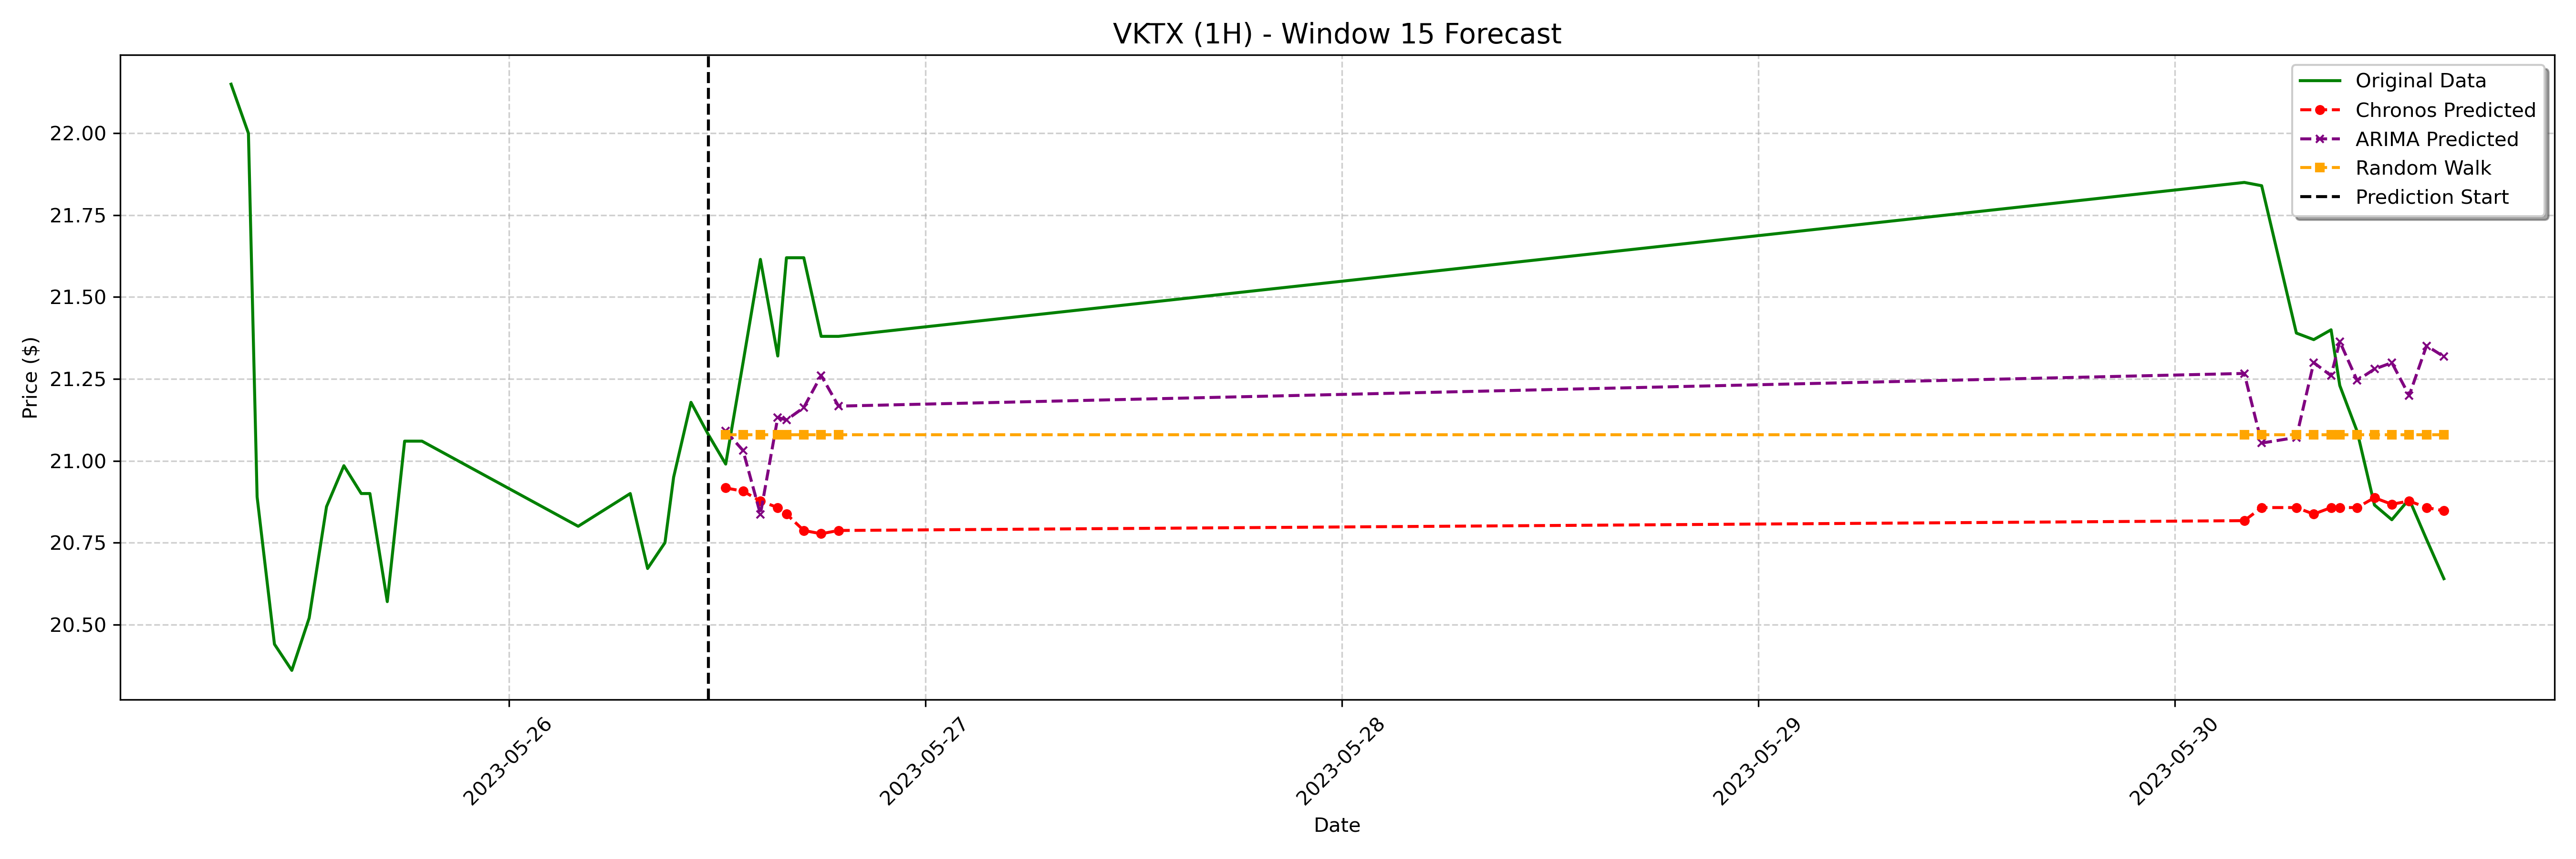 VKTX (1H) - Window 15 Forecast
Original Data
Chronos Predicted
ARIMA Predicted
Random Walk
Prediction Start
Price ($)
22.00
21.75
21.50
21.25
21.00
20.75
20.50
2023-05-26
2023-05-27
2023-05-28
2023-05-29
2023-05-30
Date